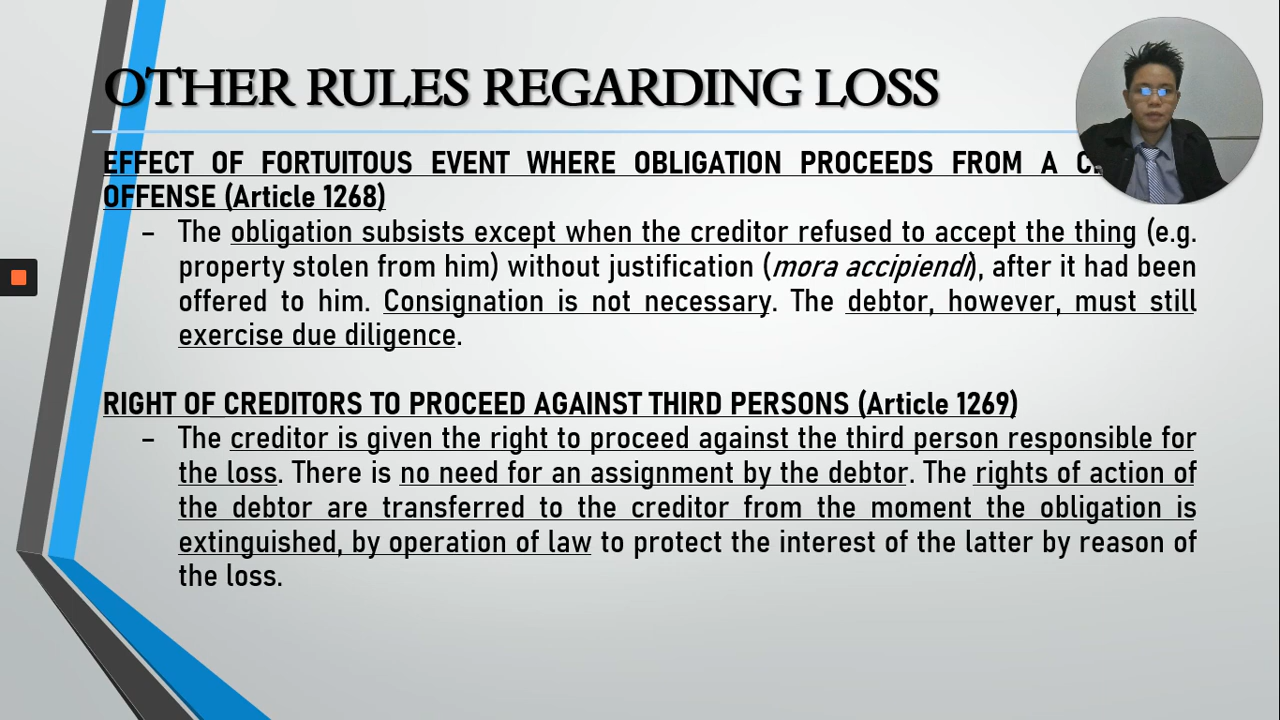 OTHER RULES REGARDING LOSS
EFFECT OF FORTUITOUS EVENT WHERE OBLIGATION PROCEEDS FROM A
OFFENSE (Article 1268)
– The obligation subsists except when the creditor refused to accept the thing (e.g.
property stolen from him) without justification (mora accipiendi), after it had been
offered to him. Consignation is not necessary. The debtor, however, must still
exercise due diligence.
RIGHT OF CREDITORS TO PROCEED AGAINST THIRD PERSONS (Article 1269)
– The creditor is given the right to proceed against the third person responsible for
the loss. There is no need for an assignment by the debtor. The rights of action of
the debtor are transferred to the creditor from the moment the obligation is
extinguished, by operation of law to protect the interest of the latter by reason of
the loss.